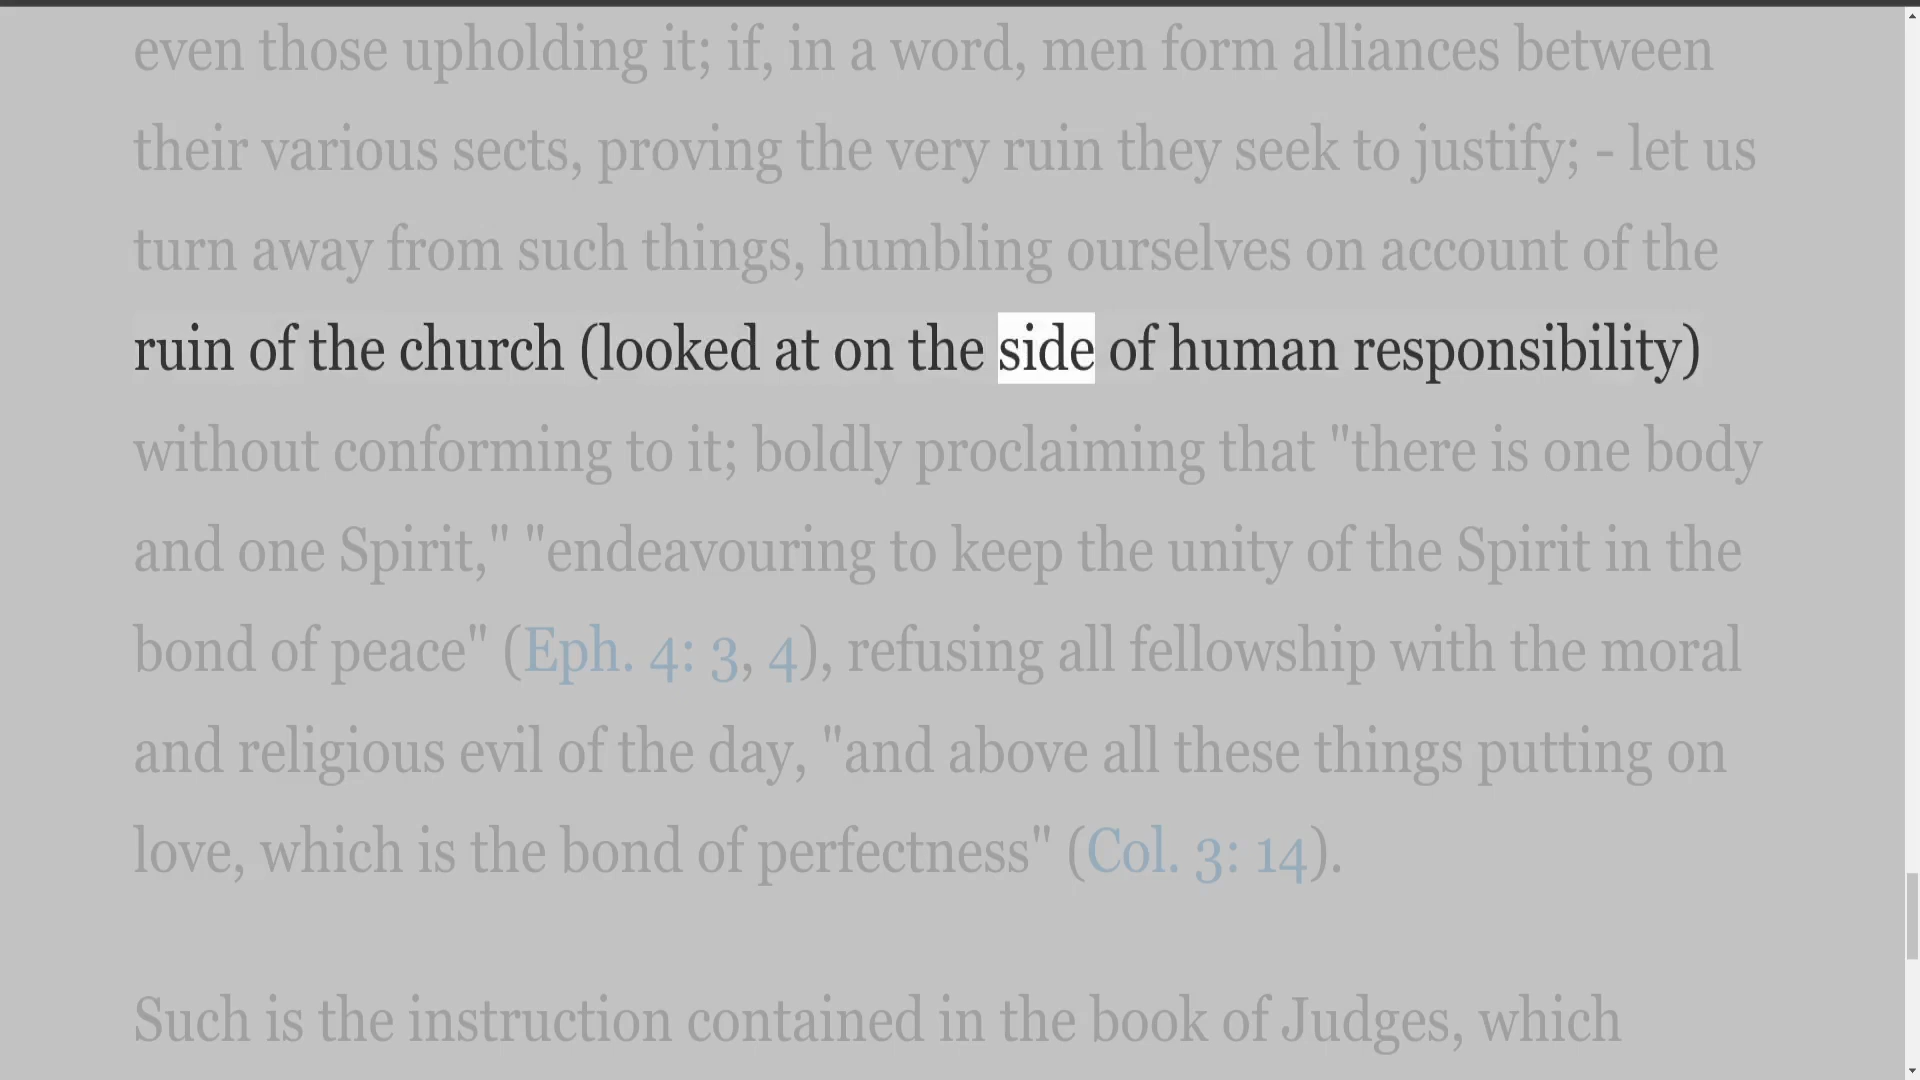 even those upholding it; if, in a word, men form alliances between
their various sects, proving the very ruin they seek to justify; - let us
turn away from such things, humbling ourselves on account of the
ruin of the church (looked at on the side of human responsibility)
without conforming to it; boldly proclaiming that "there is one body
and one Spirit," "endeavouring to keep the unity of the Spirit in the
bond of peace" (Eph. 4: 3, 4), refusing all fellowship with the moral
and religious evil of the day, "and above all these things putting on
love, which is the bond of perfectness" (Col. 3: 14).
Such is the instruction contained in the book of Judges, which